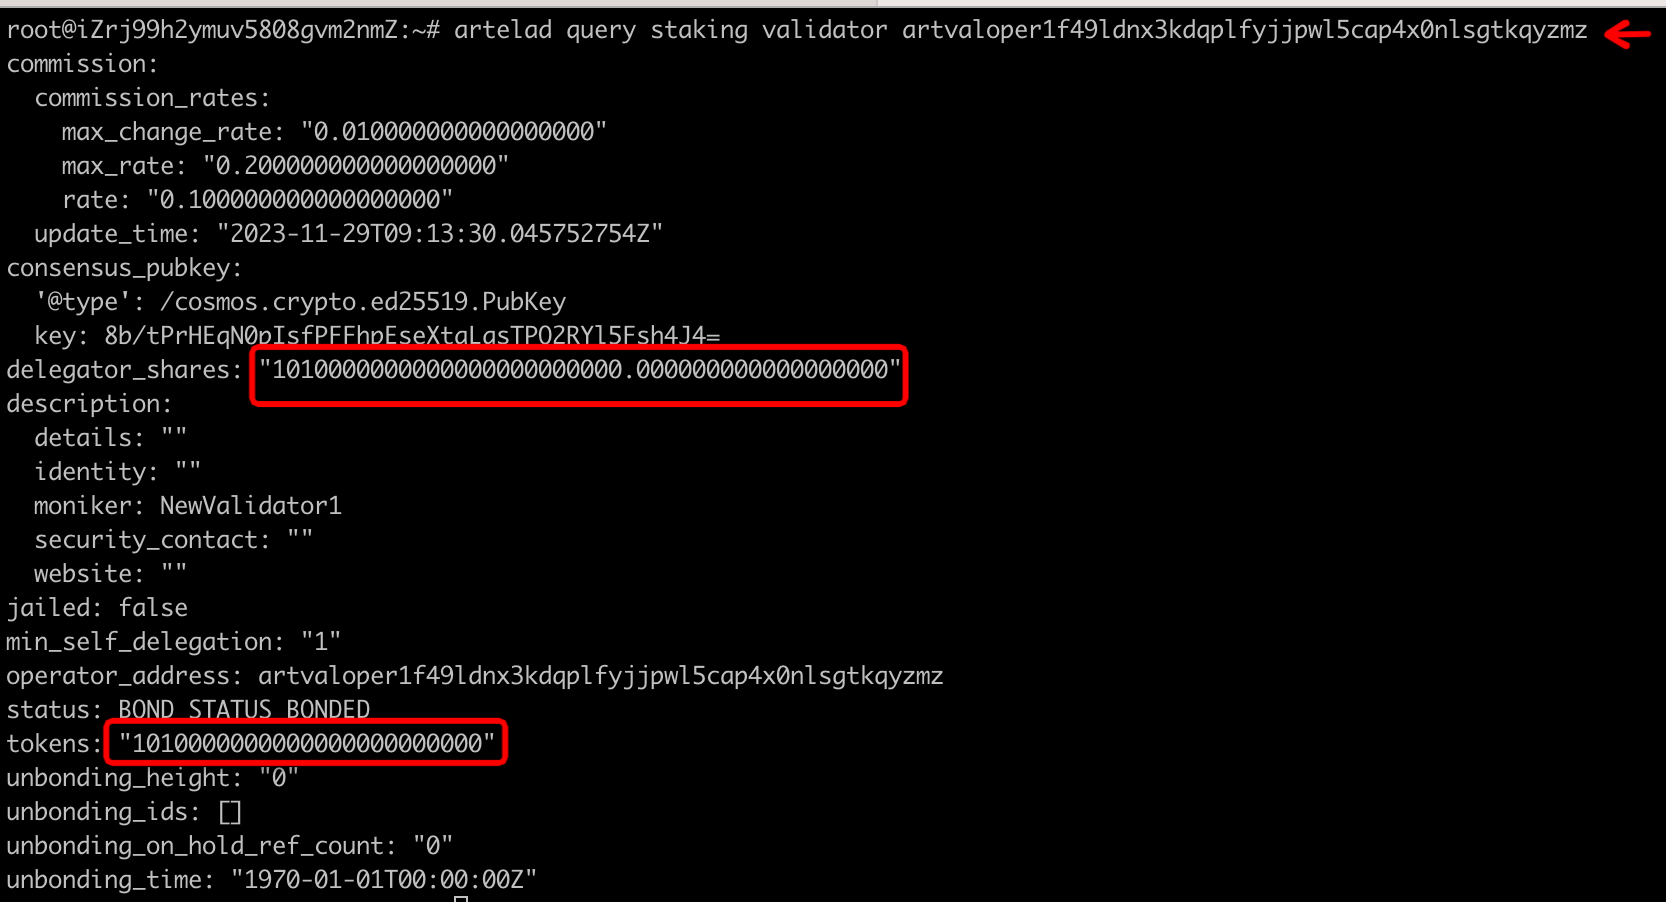 root@iZrj99h2ymuv5808gvm2nmZ:~# artelad query staking validator artvaloper1f49ldnx3kdqplfyjjpwl5cap4x0nlsgtkqyzmz
commission:
commission_rates:
max_change_rate: "0.010000000000000000"
max_rate: "0.200000000000000000"
rate: "0.100000000000000000"
update_time: "2023-11-29T09:13:30.045752754Z"
consensus_pubkey:
'@type': /cosmos.crypto.ed25519.PubKey
key: 8b/tPrHEqN0pIsfPFFhpEseXtaLasTPO2RYl5Fsh4J4=
delegator_shares: "1010000000000000000000000.000000000000000000"
description:
details: ""
identity: ""
moniker: NewValidator1
security_contact: ""
website: ""
jailed: false
min_self_delegation: "1"
operator_address: artvaloper1f49ldnx3kdqplfyjjpwl5cap4x0nlsgtkqyzmz
status: BOND_STATUS_BONDED
tokens: "1010000000000000000000000"
unbonding_height: "0"
unbonding_ids: []
unbonding_on_hold_ref_count: "0"
unbonding_time: "1970-01-01T00:00:00Z"